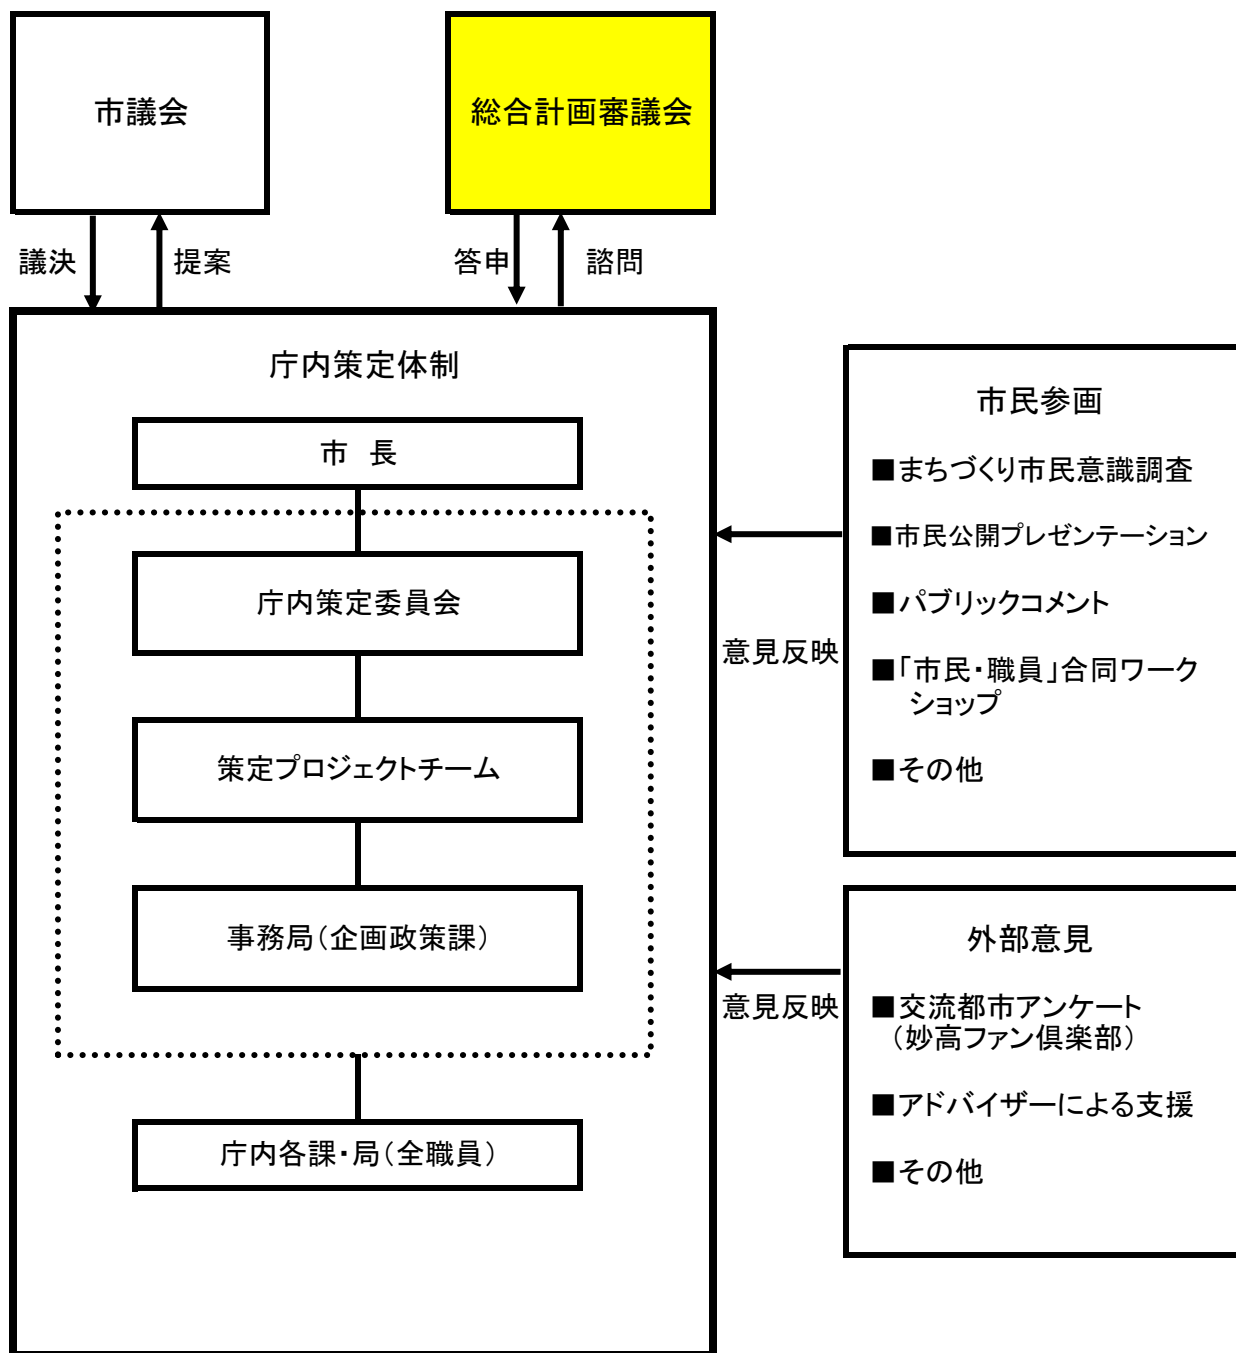 市議会
総合計画審議会
議決
提案
答申
諮問
庁内策定体制
市　長
庁内策定委員会
策定プロジェクトチーム
事務局(企画政策課)
庁内各課・局(全職員)
意見反映
市民参画
■まちづくり市民意識調査
■市民公開プレゼンテーション
■パブリックコメント
■「市民・職員」合同ワーク
ショップ
■その他
意見反映
外部意見
■交流都市アンケート
(妙高ファン倶楽部)
■アドバイザーによる支援
■その他